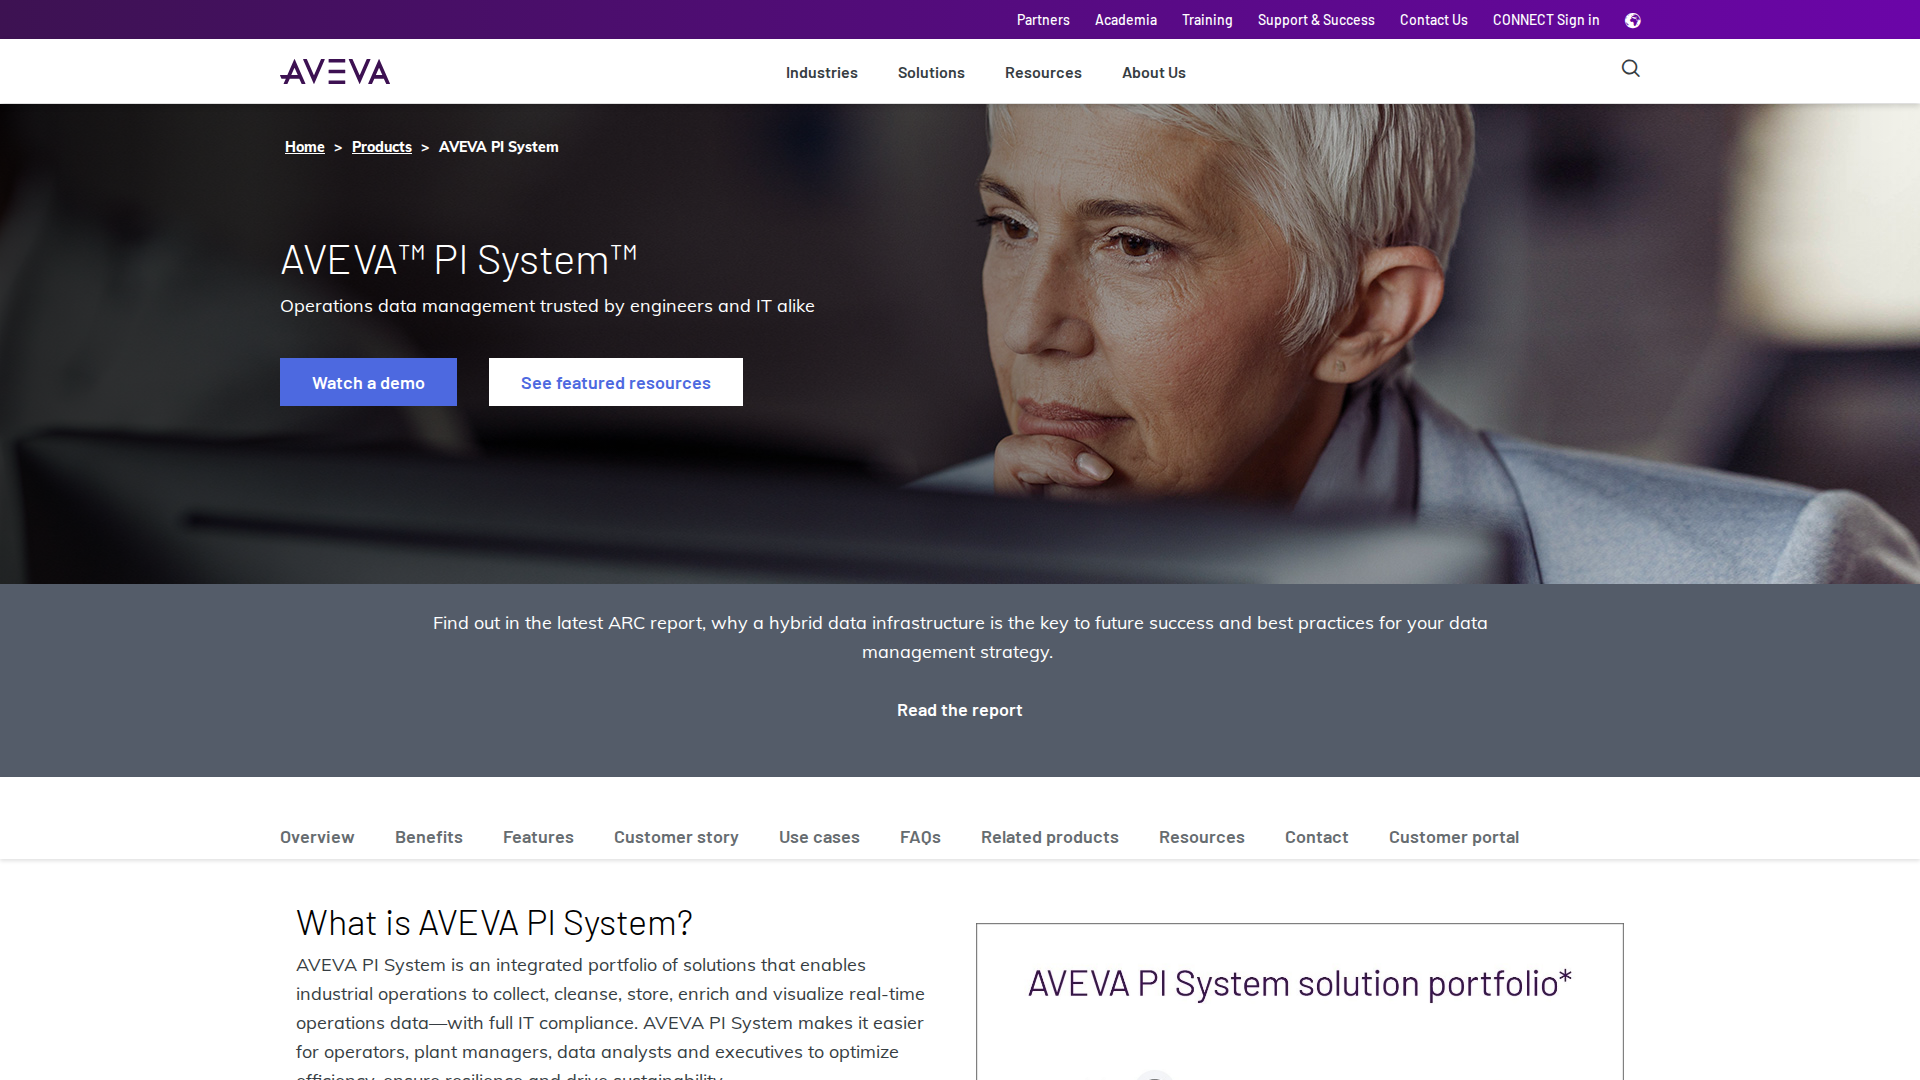 Partners Academia Training Support & Success Contact Us CONNECT Sign in
AVEVA
Industries Solutions Resources About Us
Home > Products > AVEVA PI System
AVEVA™ PI System™
Operations data management trusted by engineers and IT alike
Watch a demo
See featured resources
Find out in the latest ARC report, why a hybrid data infrastructure is the key to future success and best practices for your data
management strategy.
Read the report
Overview Benefits Features Customer story Use cases FAQs Related products Resources Contact Customer portal
What is AVEVA PI System?
AVEVA PI System is an integrated portfolio of solutions that enables
industrial operations to collect, cleanse, store, enrich and visualize real-time
operations data—with full IT compliance. AVEVA PI System makes it easier
for operators, plant managers, data analysts and executives to optimize
efficiency, ensure resilience and drive sustainability.
AVEVA PI System solution portfolio*